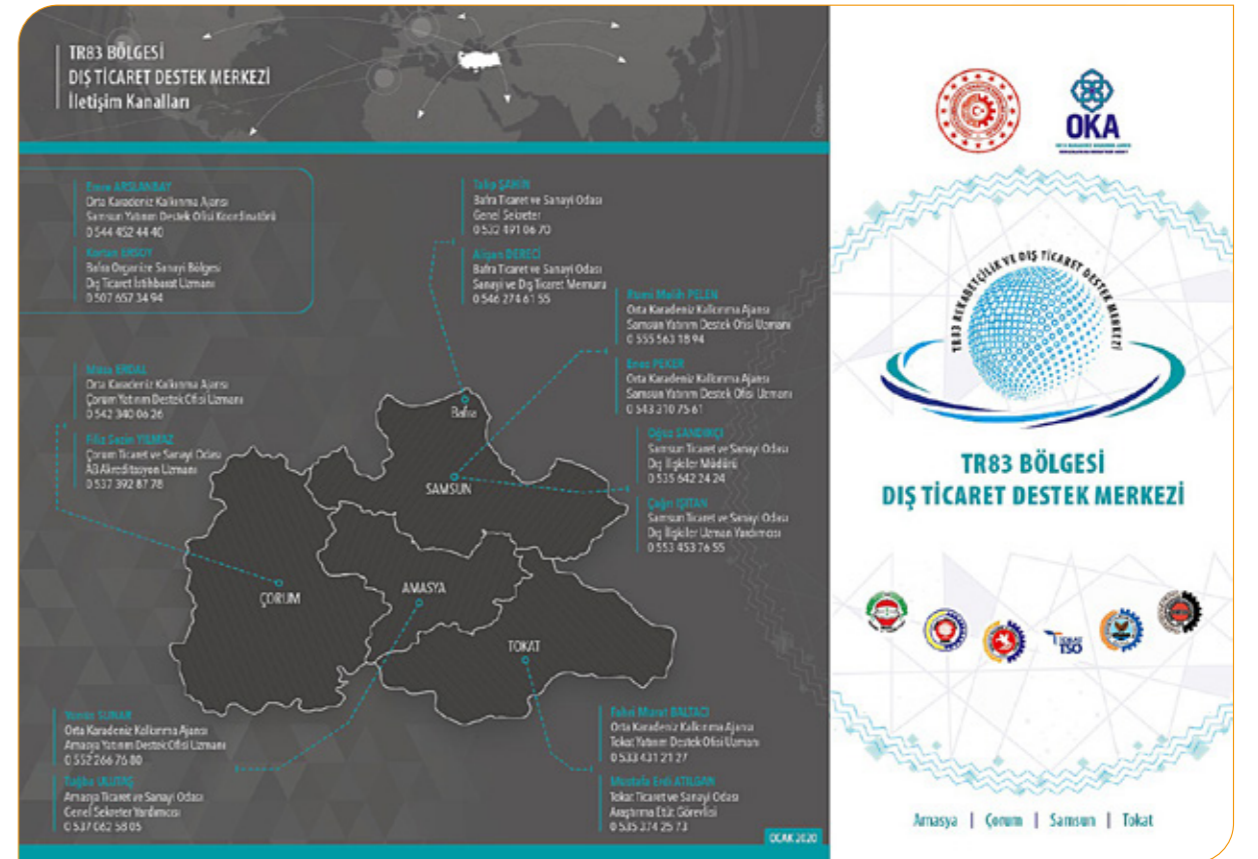 TR83 BÖLGESİ
DIŞ TİCARET DESTEK MERKEZİ
İletişim Kanalları
Emre ARSLANBAY
Orta Karadeniz Kalkınma Ajansı
Samsun Yatırım Destek Ofisi Koordinatörü
0 544 452 44 40
ERSOY
Bafra Organize Sanayi Bölgesi
Dış Ticaret İstihbarat Uzmanı
0 507 657 34 94
Talip ŞAHİN
Bafra Ticaret ve Sanayi Odası
Genel Sekreter
0 532 491 06 70
Alişan DERECİ
Bafra Ticaret ve Sanayi Odası
Sanayi ve Dış Ticaret Memuru
0 546 274 61 55
Melih PELEN
Orta Karadeniz Kalkınma Ajansı
Samsun Yatırım Destek Ofisi Uzmanı
0 555 563 18 94
Enes PEKER
Orta Karadeniz Kalkınma Ajansı
Samsun Yatırım Destek Ofisi Uzmanı
0 543 310 75 61
Oğuz SANDIKÇI
Samsun Ticaret ve Sanayi Odası
Dış İlişkiler Müdürü
0 535 642 24 24
Çağrı IŞITAN
Samsun Ticaret ve Sanayi Odası
Dış İlişkiler Uzman Yardımcısı
0 553 453 76 55
ERDAL
Orta Karadeniz Kalkınma Ajansı
Çorum Yatırım Destek Ofisi Uzmanı
0 542 340 06 26
Filiz Sezin YILMAZ
Çorum Ticaret ve Sanayi Odası
AB Akreditasyon Uzmanı
0 537 392 87 78
Bafra
SAMSUN
AMASYA
ÇORUM
TOKAT
SUNAR
Orta Karadeniz Kalkınma Ajansı
Amasya Yatırım Destek Ofisi Uzmanı
0 552 266 76 80
Tuğba ULUTAŞ
Amasya Ticaret ve Sanayi Odası
Genel Sekreter Yardımcısı
0 537 062 58 05
Fahri Murat BALTACI
Orta Karadeniz Kalkınma Ajansı
Tokat Yatırım Destek Ofisi Uzmanı
0 533 431 21 27
Mustafa Erdi ATILGAN
Tokat Ticaret ve Sanayi Odası
Araştırma Etüt Görevlisi
0 535 374 25 73
OCAK 2020
OKA
TR83 REKABETÇİLİK VE DIŞ TİCARET DESTEK MERKEZİ
TR83 BÖLGESİ
DIŞ TİCARET DESTEK MERKEZİ
TOKAT
TSO
Amasya | Çorum | Samsun | Tokat